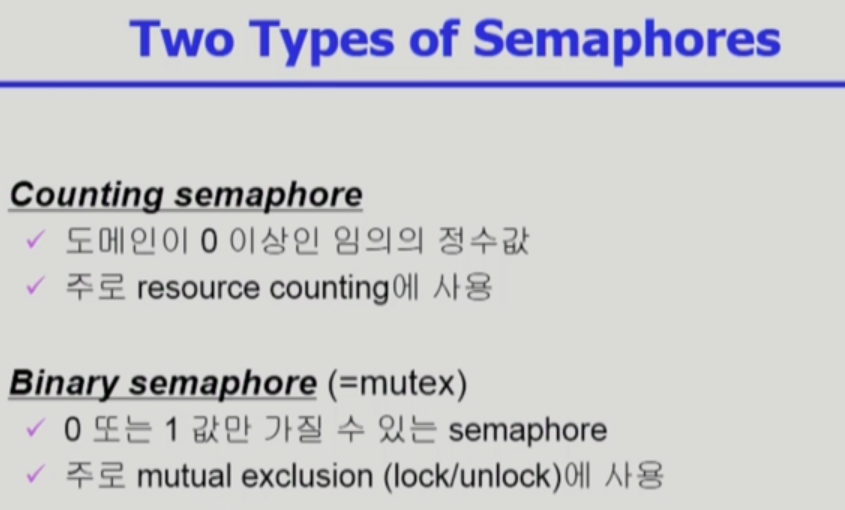 Two Types of Semaphores
Counting semaphore
✓ 도메인이 0 이상인 임의의 정수값
✓ 주로 resource counting에 사용
Binary semaphore (=mutex)
✓ 0 또는 1 값만 가질 수 있는 semaphore
✓ 주로 mutual exclusion (lock/unlock)에 사용